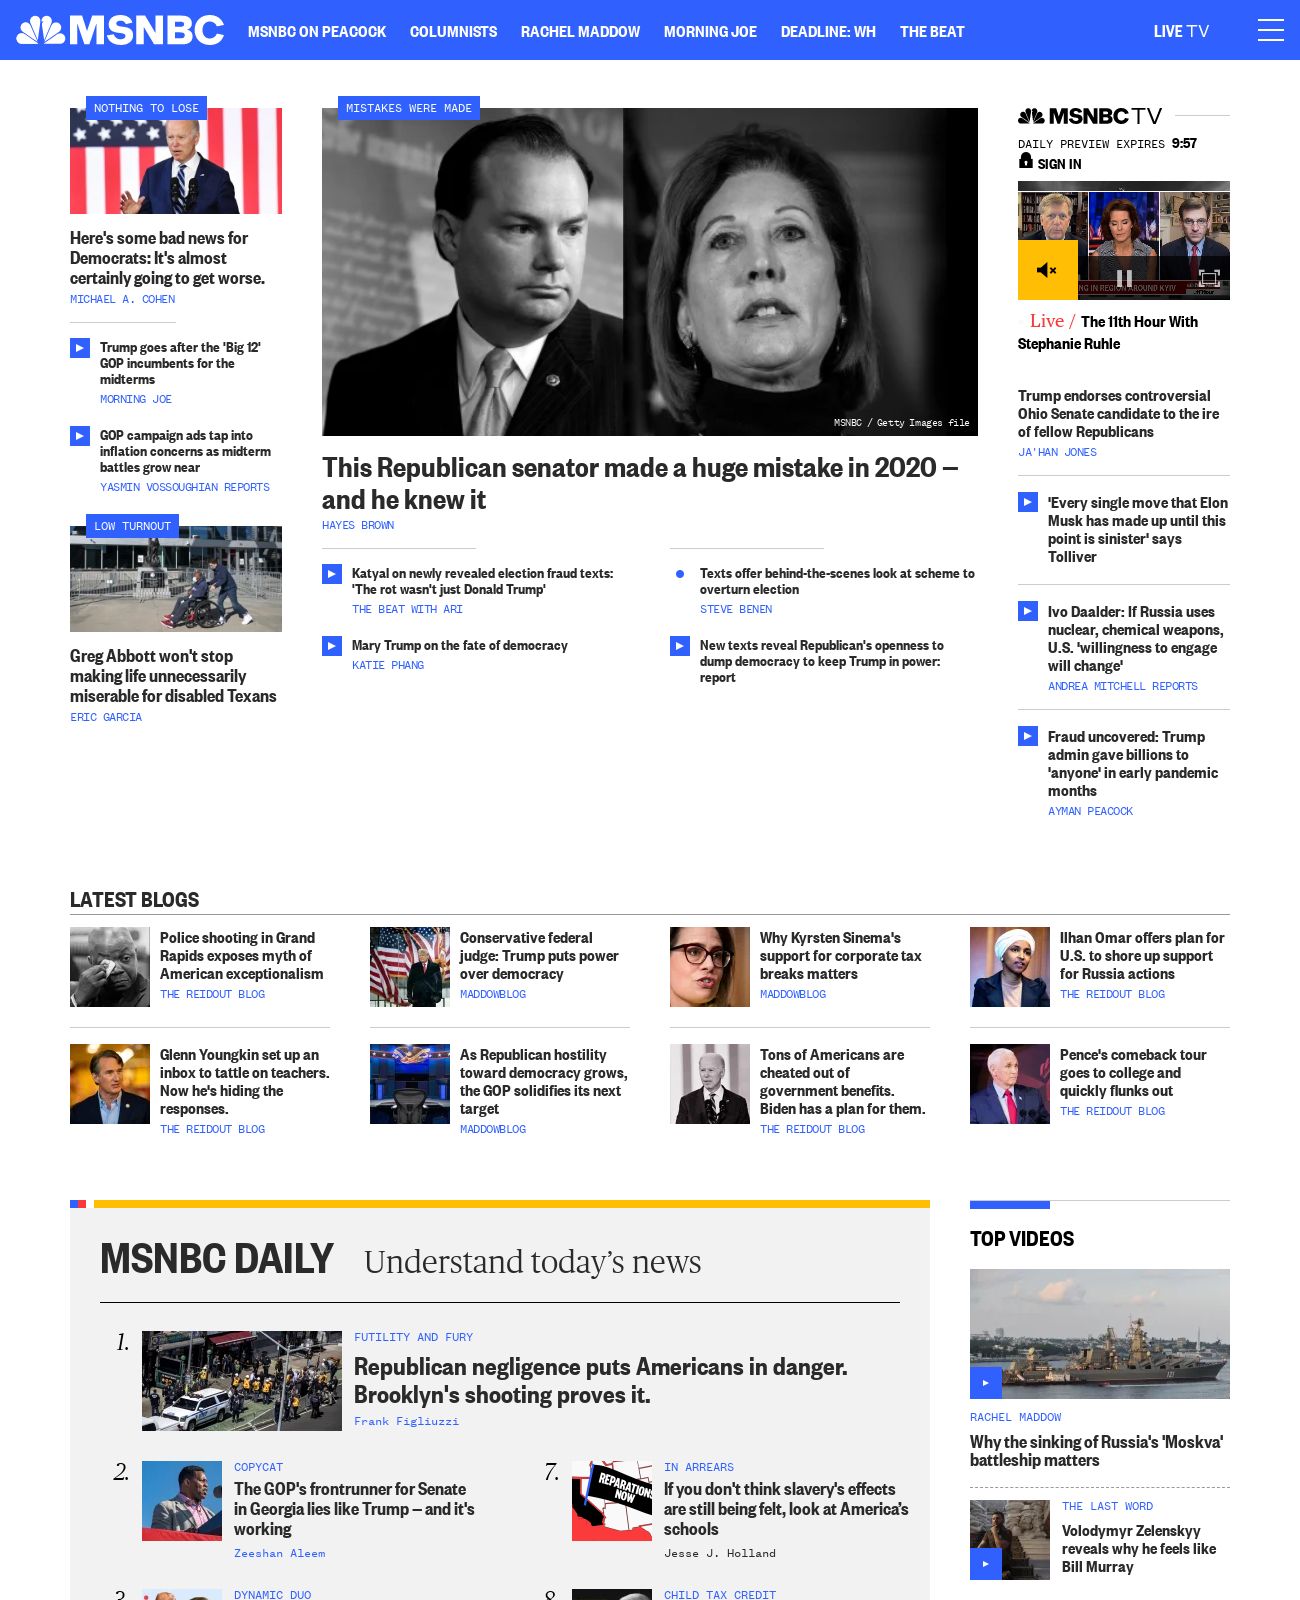 MSNBC
MSNBC ON PEACOCK
COLUMNISTS
RACHEL MADDOW
MORNING JOE
DEADLINE: WH
THE BEAT
LIVE TV
NOTHING TO LOSE
Here's some bad news for
Democrats: It's almost
certainly going to get worse.
MICHAEL A. COHEN
Trump goes after the 'Big 12'
GOP incumbents for the
midterms
MORNING JOE
GOP campaign ads tap into
inflation concerns as midterm
battles grow near
YASMIN VOSSOUGHIAN REPORTS
LOW TURNOUT
Greg Abbott won't stop
making life unnecessarily
miserable for disabled Texans
ERIC GARCIA
MISTAKES WERE MADE
MSNBC / Getty Images file
This Republican senator made a huge mistake in 2020 —
and he knew it
HAYES BROWN
Katyal on newly revealed election fraud texts:
'The rot wasn't just Donald Trump'
THE BEAT WITH ARI
Mary Trump on the fate of democracy
KATIE PHANG
Texts offer behind-the-scenes look at scheme to
overturn election
STEVE BENEN
New texts reveal Republican's openness to
dump democracy to keep Trump in power:
report
MSNBC TV
DAILY PREVIEW EXPIRES 9:57
SIGN IN
NG IN REGION AROUND KYIV
Live / The 11th Hour With
Stephanie Ruhle
Trump endorses controversial
Ohio Senate candidate to the ire
of fellow Republicans
JA'HAN JONES
'Every single move that Elon
Musk has made up until this
point is sinister' says
Tolliver
Ivo Daalder: If Russia uses
nuclear, chemical weapons,
U.S. 'willingness to engage
will change'
ANDREA MITCHELL REPORTS
Fraud uncovered: Trump
admin gave billions to
'anyone' in early pandemic
months
AYMAN PEACOCK
LATEST BLOGS
Police shooting in Grand
Rapids exposes myth of
American exceptionalism
THE REIDOUT BLOG
Conservative federal
judge: Trump puts power
over democracy
MADDOWBLOG
Why Kyrsten Sinema's
support for corporate tax
breaks matters
MADDOWBLOG
Ilhan Omar offers plan for
U.S. to shore up support
for Russia actions
THE REIDOUT BLOG
Glenn Youngkin set up an
inbox to tattle on teachers.
Now he's hiding the
responses.
THE REIDOUT BLOG
As Republican hostility
toward democracy grows,
the GOP solidifies its next
target
MADDOWBLOG
Tons of Americans are
cheated out of
government benefits.
Biden has a plan for them.
THE REIDOUT BLOG
Pence's comeback tour
goes to college and
quickly flunks out
THE REIDOUT BLOG
MSNBC DAILY Understand today's news
1.
FUTILITY AND FURY
Republican negligence puts Americans in danger.
Brooklyn's shooting proves it.
Frank Figliuzzi
2.
COPYCAT
The GOP's frontrunner for Senate
in Georgia lies like Trump — and it's
working
Zeeshan Aleem
7.
REPARATIONS
NOW
IN ARREARS
If you don't think slavery's effects
are still being felt, look at America's
schools
Jesse J. Holland
3.
DYNAMIC DUO
8.
CHILD TAX CREDIT
TOP VIDEOS
121
RACHEL MADDOW
Why the sinking of Russia's 'Moskva'
battleship matters
THE LAST WORD
Volodymyr Zelenskyy
reveals why he feels like
Bill Murray